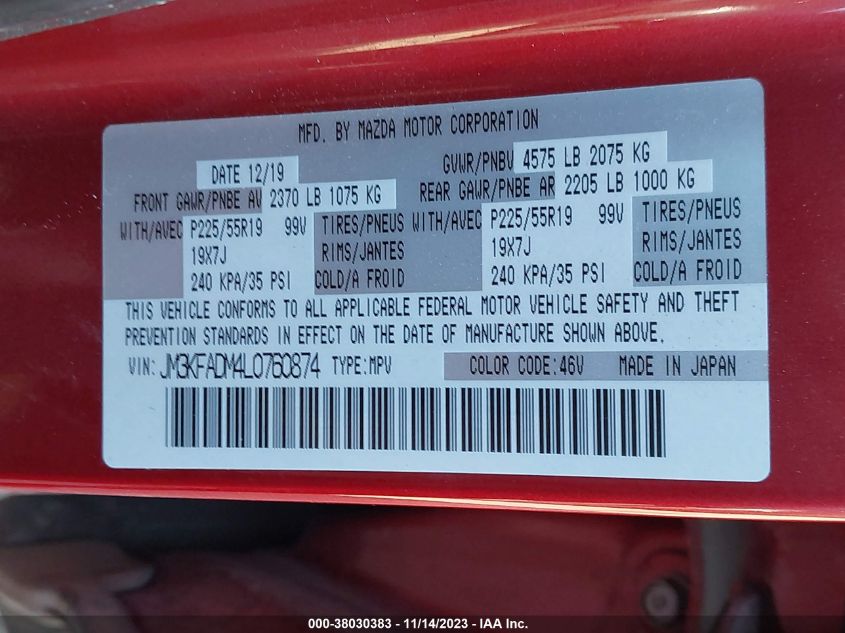 MFD. BY MAZDA MOTOR CORPORATION
DATE 12/19 GVWR/PNBV 4575 LB 2075 KG
FRONT GAWR/PNBE AV 2370 LB 1075 KG REAR GAWR/PNBE AR 2205 LB 1000 KG
WITH/AVEC P225/55R19 99V TIRES/PNEUS WITH/AVEC P225/55R19 99V TIRES/PNEUS
19X7J RIMS/JANTES 19X7J RIMS/JANTES
240 KPA/35 PSI COLD/A FROID 240 KPA/35 PSI COLD/A FROID
THIS VEHICLE CONFORMS TO ALL APPLICABLE FEDERAL MOTOR VEHICLE SAFETY AND THEFT
PREVENTION STANDARDS IN EFFECT ON THE DATE OF MANUFACTURE SHOWN ABOVE.
VIN: JM3KFADM4L0760874 TYPE:MPV COLOR CODE:46V MADE IN JAPAN
000-38030383 - 11/14/2023 - IAA Inc.